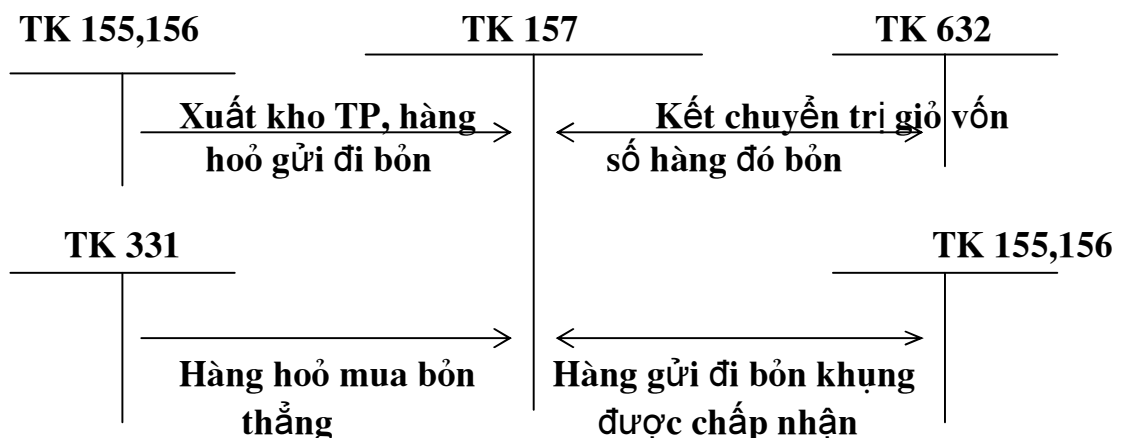 TK 155,156
TK 157
TK 632
Xuất kho TP, hàng
hoỏ gửi đi bỏn
Kết chuyển trị giỏ vốn
số hàng đó bỏn
TK 331
TK 155,156
Hàng hoỏ mua bỏn
thẳng
Hàng gửi đi bỏn khụng
được chấp nhận